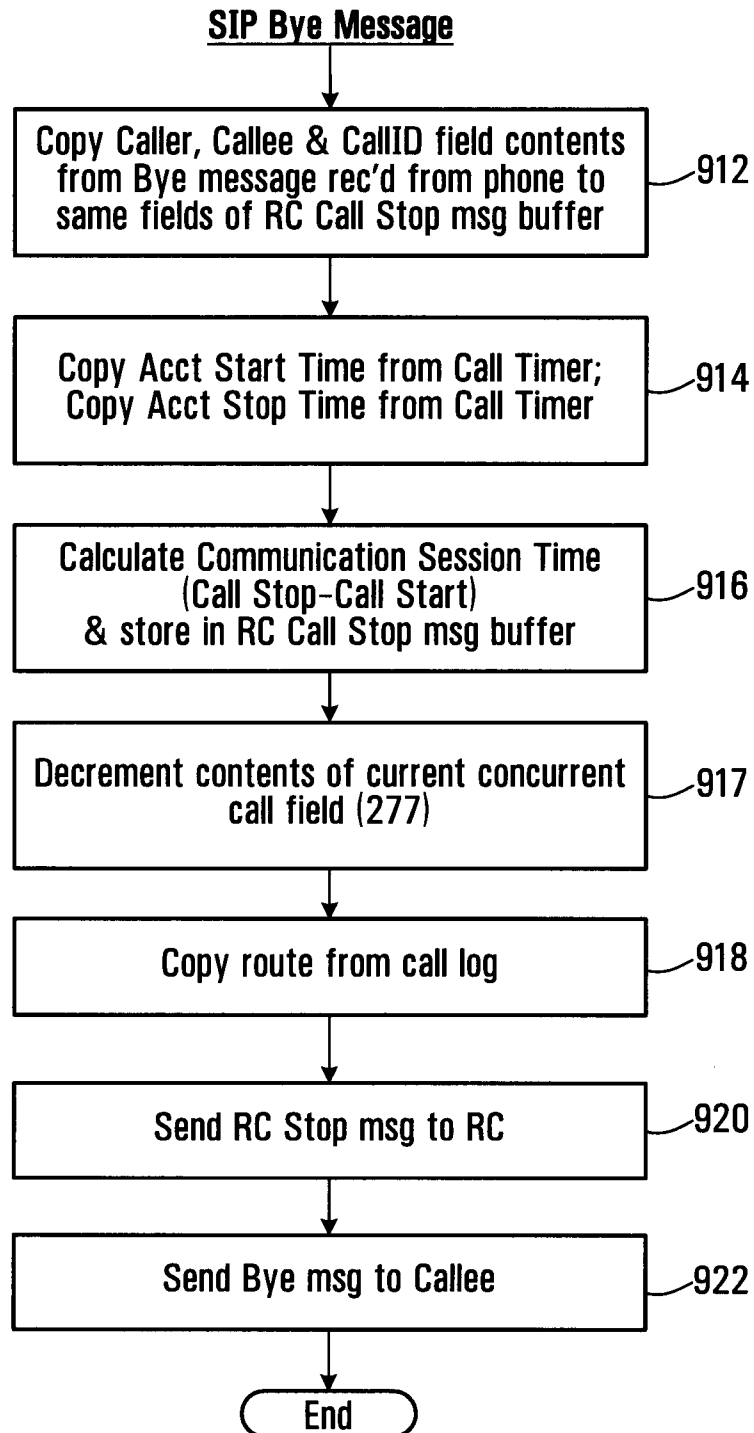 SIP Bye Message
Copy Caller, Callee & CallID field contents
from Bye message rec'd from phone to
same fields of RC Call Stop msg buffer
912
Copy Acct Start Time from Call Timer;
Copy Acct Stop Time from Call Timer
914
Calculate Communication Session Time
(Call Stop-Call Start)
& store in RC Call Stop msg buffer
916
Decrement contents of current concurrent
call field (277)
917
Copy route from call log
918
Send RC Stop msg to RC
920
Send Bye msg to Callee
922
End